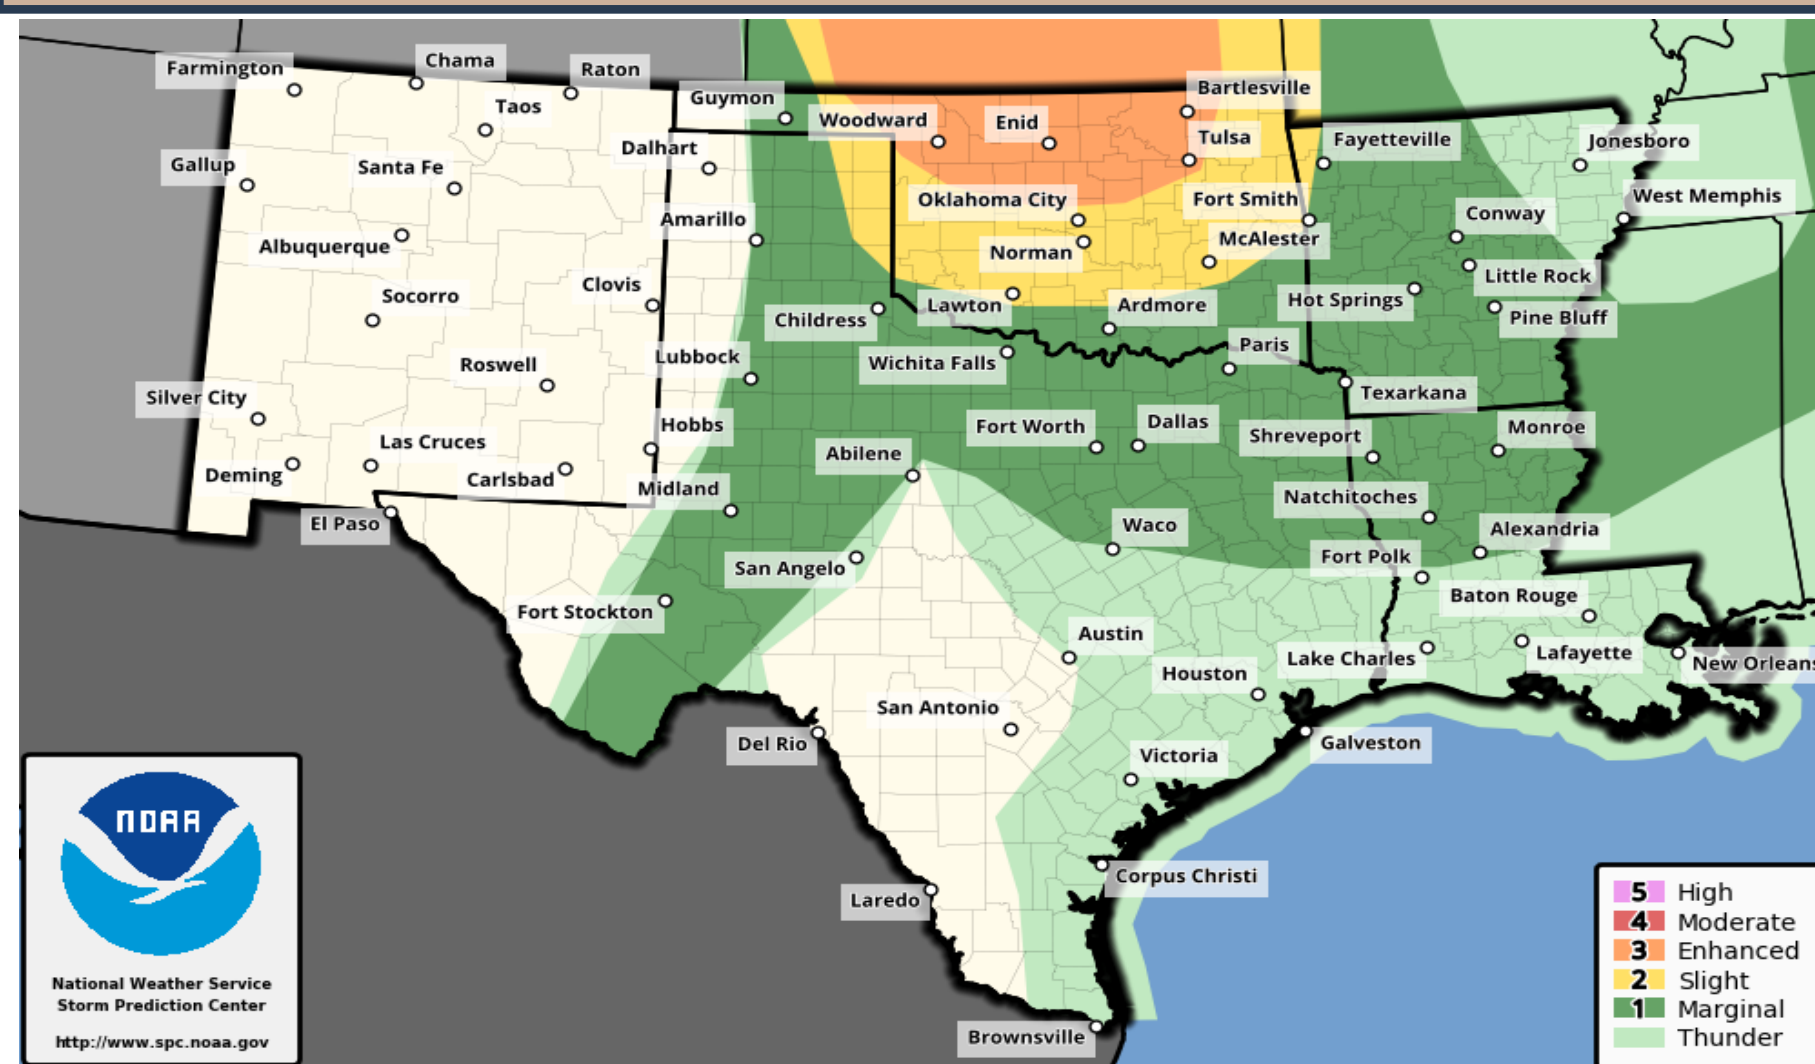 Farmington
Chama
Raton
Taos
Guymon
Bartlesville
Woodward
Enid
Tulsa
Fayetteville
Jonesboro
Gallup
Santa Fe
Dalhart
Oklahoma City
Fort Smith
West Memphis
Amarillo
Conway
Albuquerque
Norman
McAlester
Little Rock
Socorro
Clovis
Childress
Lawton
Ardmore
Hot Springs
Pine Bluff
Roswell
Lubbock
Wichita Falls
Paris
Silver City
Texarkana
Las Cruces
Hobbs
Fort Worth
Dallas
Shreveport
Monroe
Deming
Carlsbad
Midland
Abilene
Natchitoches
El Paso
Waco
Alexandria
San Angelo
Fort Polk
Fort Stockton
Baton Rouge
Austin
Lake Charles
Lafayette
New Orleans
Houston
San Antonio
Del Rio
Galveston
Victoria
Laredo
Corpus Christi
Brownsville
NOAA
National Weather Service
Storm Prediction Center
http://www.spc.noaa.gov
5 High
4 Moderate
3 Enhanced
2 Slight
1 Marginal
Thunder